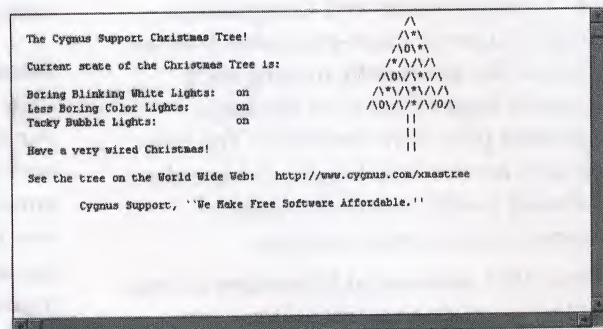 The Cygnus Support Christmas Tree!
Current state of the Christmas Tree is:
Boring Blinking White Lights: on
Less Boring Color Lights: on
Tacky Bubble Lights: on
Have a very wired Christmas!
See the tree on the World Wide Web: http://www.cygnus.com/xmastree
Cygnus Support, ``We Make Free Software Affordable.''